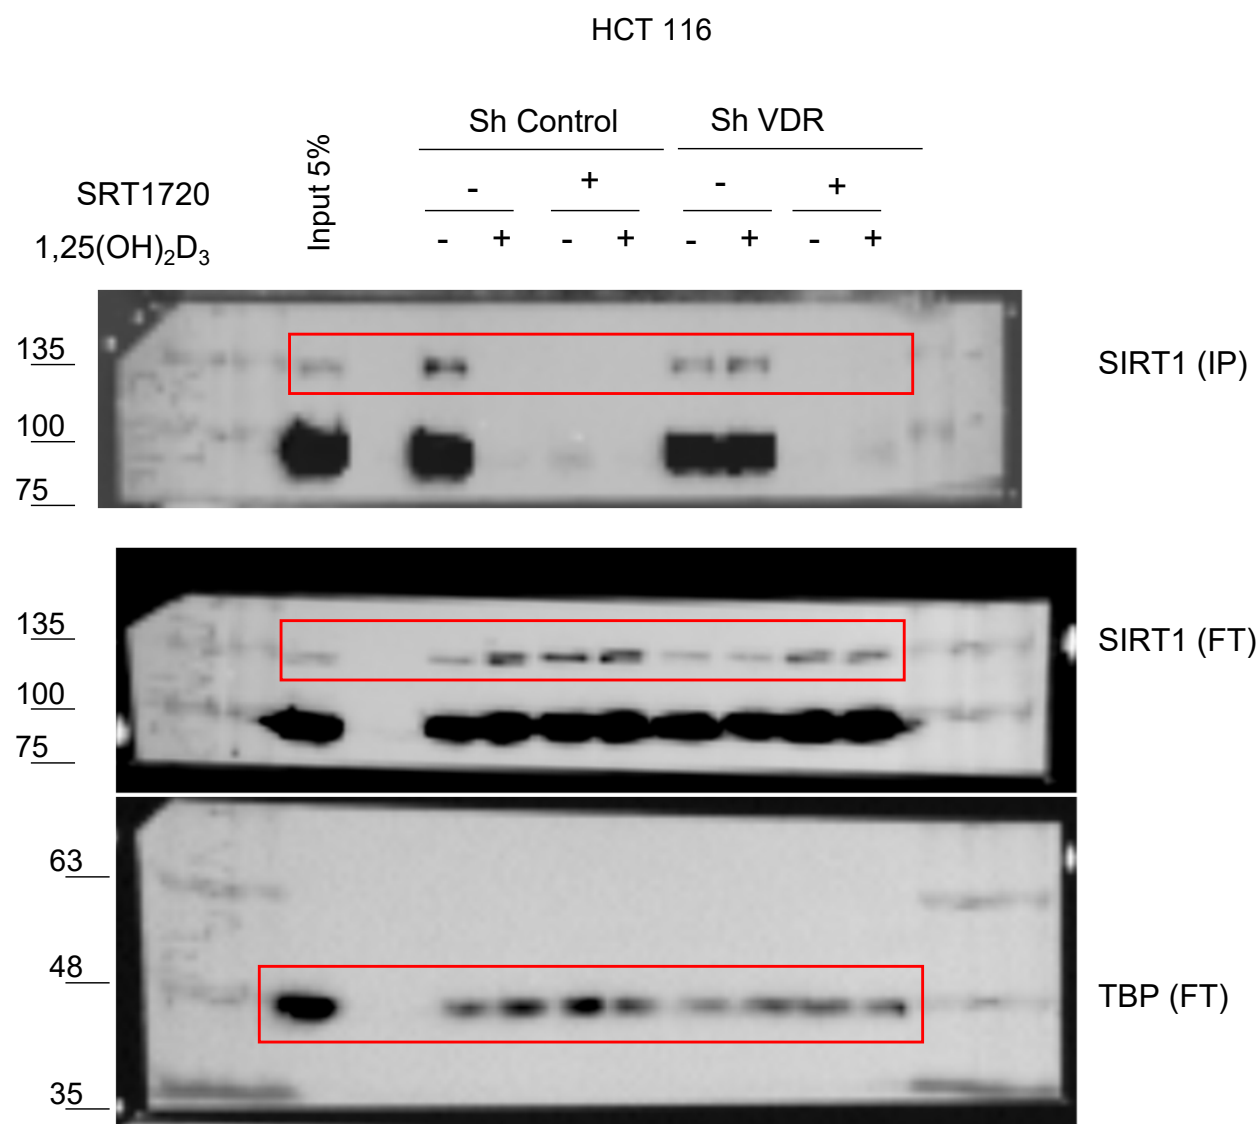 HCT 116
Sh Control Sh VDR
Input 5%
SRT1720 - + - +
1,25(OH)₂D₃ - + - + - + - +
135
100
75
SIRT1 (IP)
135
100
75
SIRT1 (FT)
63
48
35
TBP (FT)